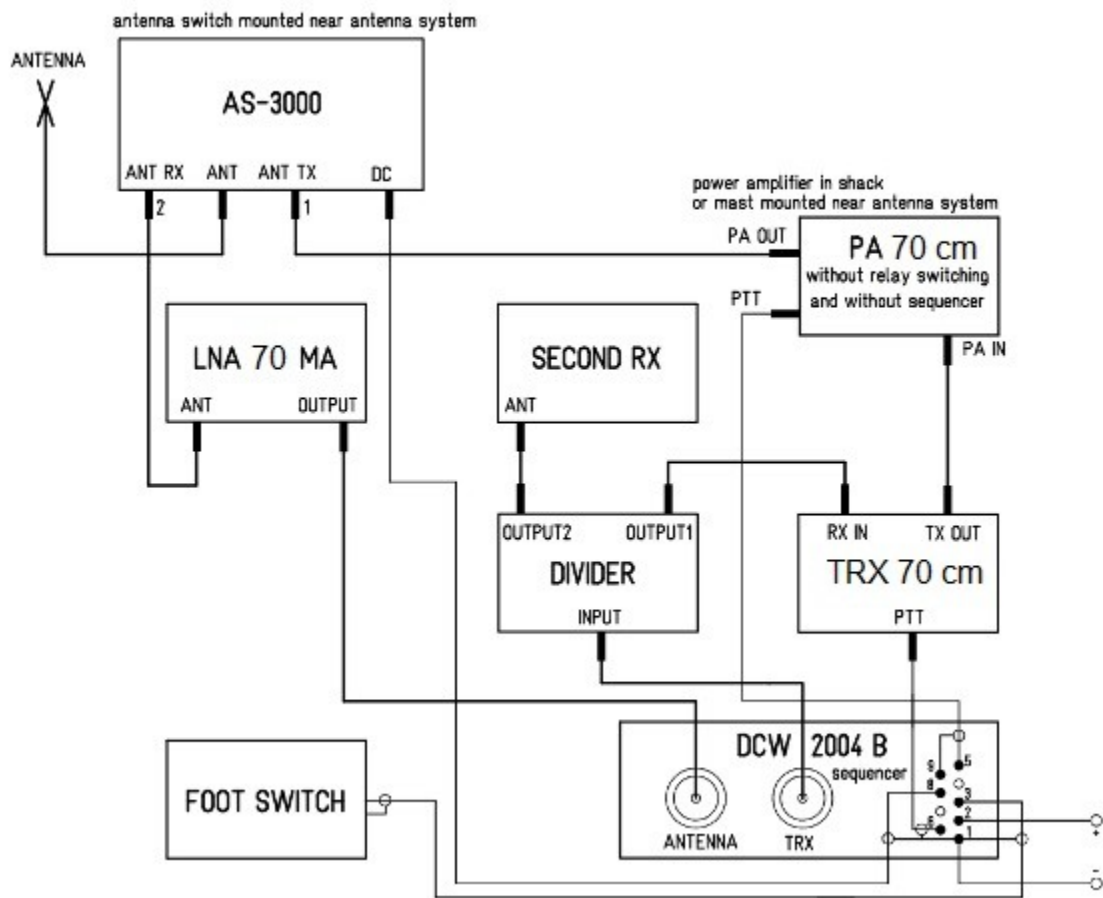 antenna switch mounted near antenna system
ANTENNA
AS-3000
ANT RX ANT ANT TX DC
2 1
power amplifier in shack
or mast mounted near antenna system
PA OUT
PA 70 cm
without relay switching
and without sequencer
PTT
PA IN
LNA 70 MA
ANT OUTPUT
SECOND RX
ANT
OUTPUT2 OUTPUT1
DIVIDER
INPUT
RX IN TX OUT
TRX 70 cm
PTT
DCW 2004 B
sequencer
ANTENNA TRX
9 5
8 3
2
6 1
+
-
FOOT SWITCH